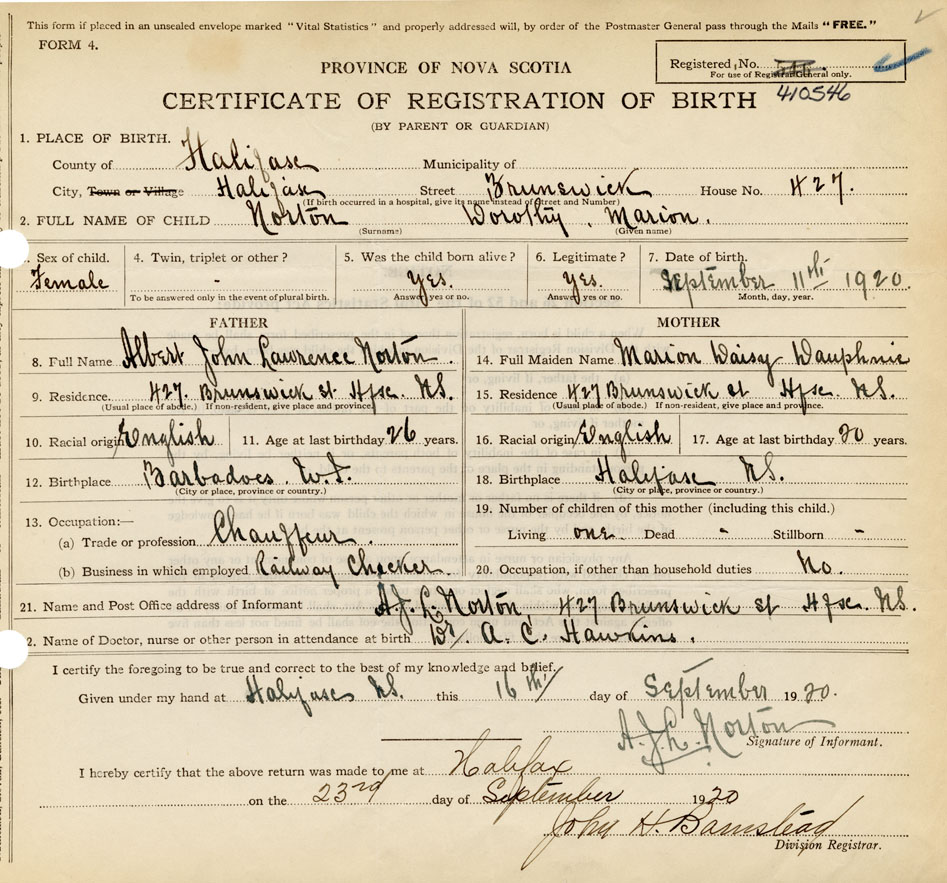 This form if placed in an unsealed envelope marked "Vital Statistics" and properly addressed will, by order of the Postmaster General pass through the Mails "FREE."
FORM 4.
Registered No.
For use of Registrar General only.
410546
PROVINCE OF NOVA SCOTIA
CERTIFICATE OF REGISTRATION OF BIRTH
(BY PARENT OR GUARDIAN)
1. PLACE OF BIRTH.
County of Halifax Municipality of
City, Town or Village Halifax Street Brunswick House No. 427.
(If birth occurred in a hospital, give its name instead of Street and Number)
2. FULL NAME OF CHILD Norton Dorothy Marion.
(Surname) (Given name)
Sex of child. Female
4. Twin, triplet or other? -
To be answered only in the event of plural birth.
5. Was the child born alive? Yes.
Answer yes or no.
6. Legitimate? Yes.
Answer yes or no.
7. Date of birth. September 11th 1920.
Month, day, year.
FATHER
8. Full Name Albert John Lawrence Norton.
9. Residence 427. Brunswick st. Hfx. N.S.
(Usual place of abode.) If non-resident, give place and province)
10. Racial origin English 11. Age at last birthday 26 years.
12. Birthplace Barbadoes. W.I.
(City or place, province or country.)
13. Occupation:—
(a) Trade or profession Chauffeur.
(b) Business in which employed Railway Checker.
MOTHER
14. Full Maiden Name Marion Daisy Dauphnie
15. Residence 427 Brunswick st Hfx. N.S.
(Usual place of abode.) If non-resident, give place and province.
16. Racial origin English 17. Age at last birthday 20 years.
18. Birthplace Halifax N.S.
(City or place, province or country.)
19. Number of children of this mother (including this child.)
Living one. Dead - Stillborn -
20. Occupation, if other than household duties No.
21. Name and Post Office address of Informant A.J.L. Norton 427 Brunswick st Hfx. N.S.
2. Name of Doctor, nurse or other person in attendance at birth Dr. A. C. Hawkins.
I certify the foregoing to be true and correct to the best of my knowledge and belief.
Given under my hand at Halifax N.S. this 16th day of September 1920.
A.J.L. Norton
Signature of Informant.
I hereby certify that the above return was made to me at Halifax
on the 23rd day of September 1920
John H. Barnstead
Division Registrar.